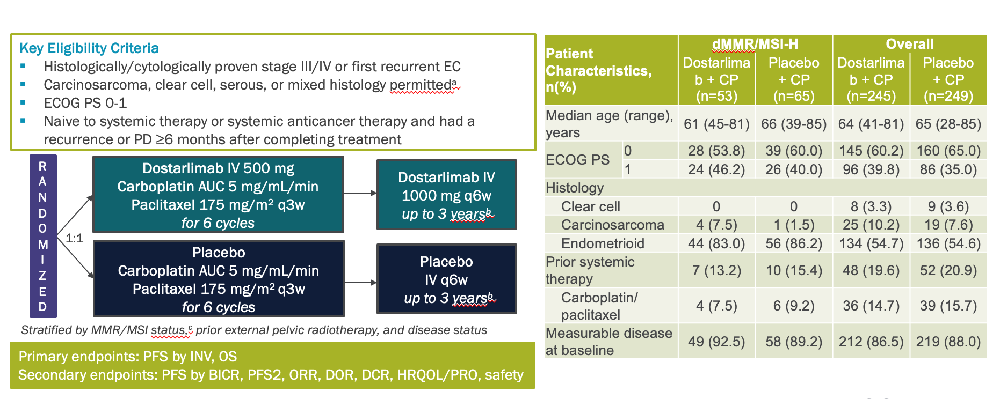 Key Eligibility Criteria
▪ Histologically/cytologically proven stage III/IV or first recurrent EC
▪ Carcinosarcoma, clear cell, serous, or mixed histology permittedᵃ
▪ ECOG PS 0-1
▪ Naive to systemic therapy or systemic anticancer therapy and had a
recurrence or PD ≥6 months after completing treatment
RANDOMIZED
1:1
Dostarlimab IV 500 mg
Carboplatin AUC 5 mg/mL/min
Paclitaxel 175 mg/m² q3w
for 6 cycles
Dostarlimab IV
1000 mg q6w
up to 3 yearsᵇ
Placebo
Carboplatin AUC 5 mg/mL/min
Paclitaxel 175 mg/m² q3w
for 6 cycles
Placebo
IV q6w
up to 3 yearsᵇ
Stratified by MMR/MSI status,ᶜ prior external pelvic radiotherapy, and disease status
Primary endpoints: PFS by INV, OS
Secondary endpoints: PFS by BICR, PFS2, ORR, DOR, DCR, HRQOL/PRO, safety
Patient
Characteristics,
n(%)
dMMR/MSI-H
Overall
Dostarlima
b + CP
(n=53)
Placebo
+ CP
(n=65)
Dostarlima
b + CP
(n=245)
Placebo
+ CP
(n=249)
Median age (range),
years
61 (45-81) 66 (39-85) 64 (41-81) 65 (28-85)
ECOG PS
0 28 (53.8) 39 (60.0) 145 (60.2) 160 (65.0)
1 24 (46.2) 26 (40.0) 96 (39.8) 86 (35.0)
Histology
Clear cell 0 0 8 (3.3) 9 (3.6)
Carcinosarcoma 4 (7.5) 1 (1.5) 25 (10.2) 19 (7.6)
Endometrioid 44 (83.0) 56 (86.2) 134 (54.7) 136 (54.6)
Prior systemic
therapy
7 (13.2) 10 (15.4) 48 (19.6) 52 (20.9)
Carboplatin/
paclitaxel
4 (7.5) 6 (9.2) 36 (14.7) 39 (15.7)
Measurable disease
at baseline
49 (92.5) 58 (89.2) 212 (86.5) 219 (88.0)